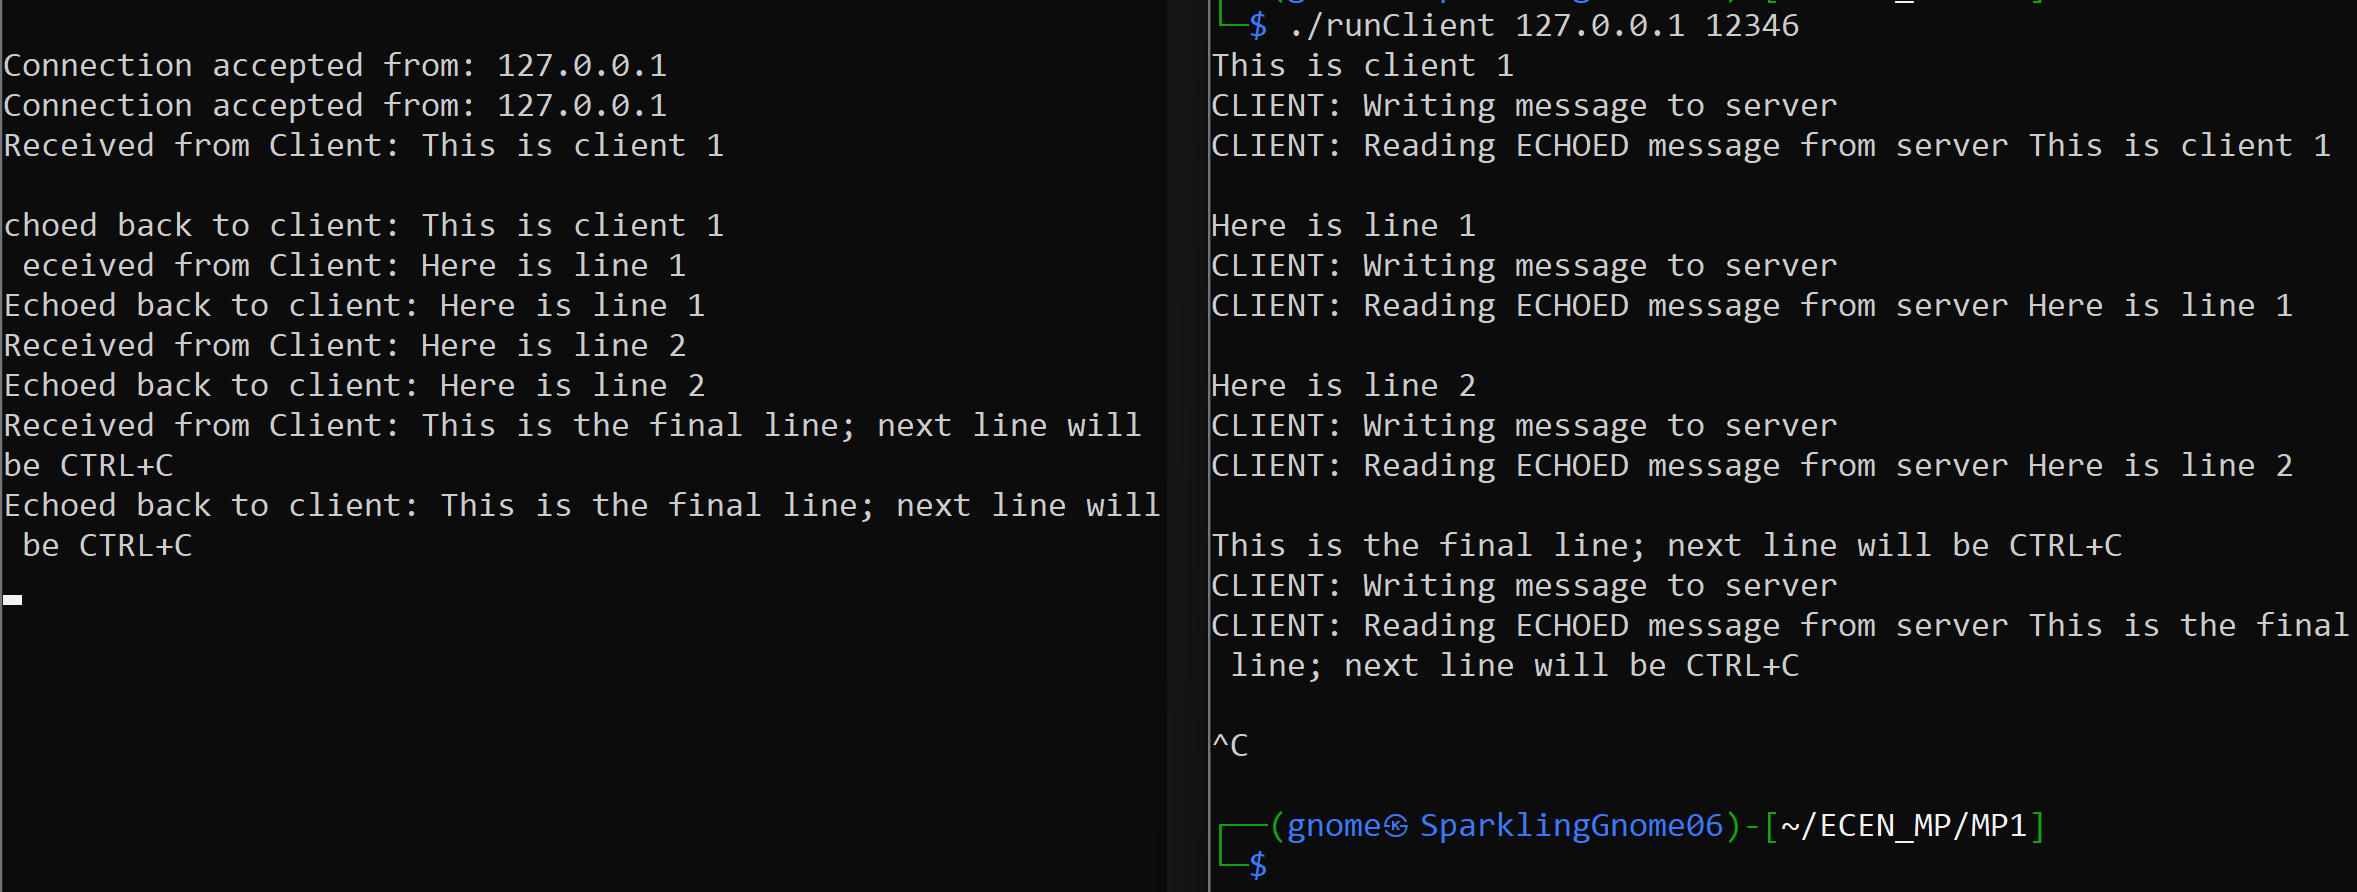 Connection accepted from: 127.0.0.1
Connection accepted from: 127.0.0.1
Received from Client: This is client 1
choed back to client: This is client 1
eceived from Client: Here is line 1
Echoed back to client: Here is line 1
Received from Client: Here is line 2
Echoed back to client: Here is line 2
Received from Client: This is the final line; next line will
be CTRL+C
Echoed back to client: This is the final line; next line will
be CTRL+C
└─$ ./runClient 127.0.0.1 12346
This is client 1
CLIENT: Writing message to server
CLIENT: Reading ECHOED message from server This is client 1
Here is line 1
CLIENT: Writing message to server
CLIENT: Reading ECHOED message from server Here is line 1
Here is line 2
CLIENT: Writing message to server
CLIENT: Reading ECHOED message from server Here is line 2
This is the final line; next line will be CTRL+C
CLIENT: Writing message to server
CLIENT: Reading ECHOED message from server This is the final
line; next line will be CTRL+C
^C
┌──(gnome㉿SparklingGnome06)-[~/ECEN_MP/MP1]
└─$